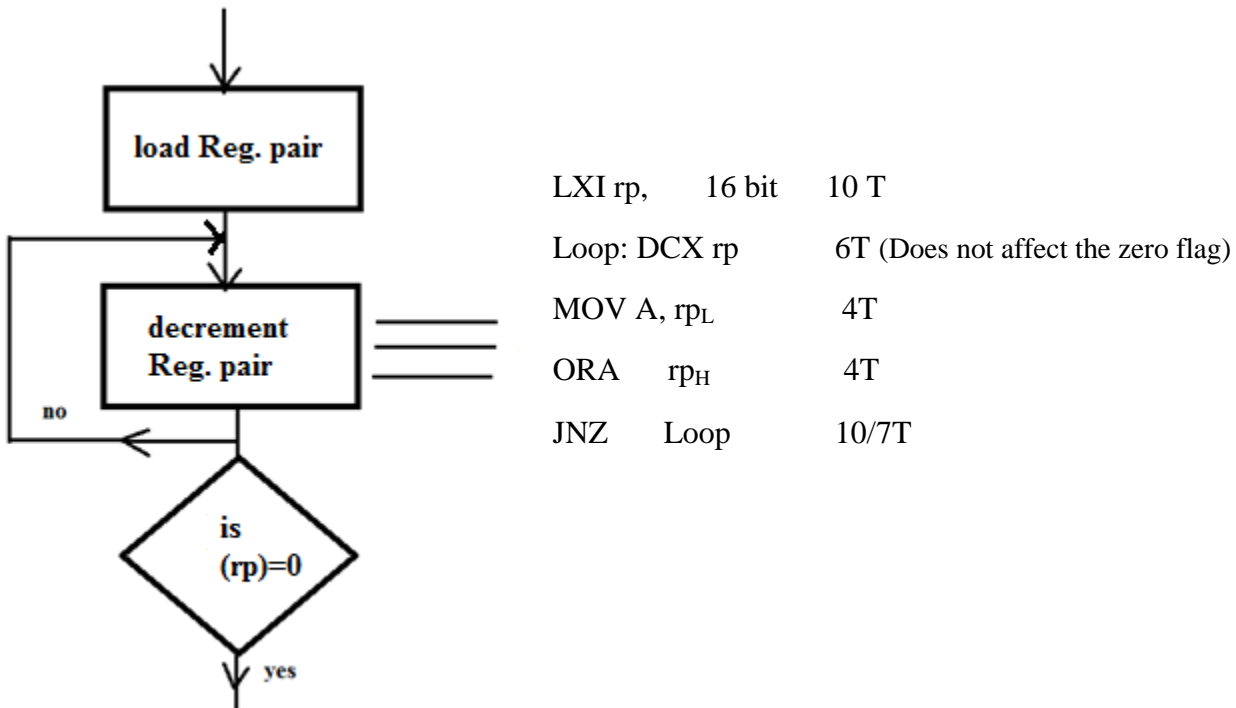 load Reg. pair
decrement
Reg. pair
no
is
(rp)=0
yes
LXI rp, 16 bit 10 T
Loop: DCX rp 6T (Does not affect the zero flag)
MOV A, rpL 4T
ORA rpH 4T
JNZ Loop 10/7T